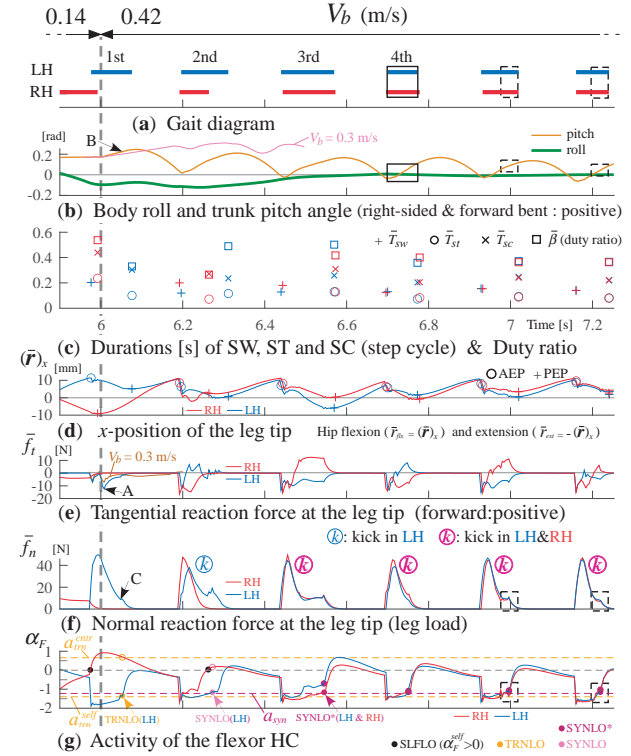 0.14 0.42 V_b (m/s)
1st 2nd 3rd 4th
LH
RH
(a) Gait diagram
[rad] B V_b = 0.3 m/s pitch
roll
0.2
0
-0.2
(b) Body roll and trunk pitch angle (right-sided & forward bent : positive)
0.6 + T̄_sw ○ T̄_st × T̄_sc □ β̄ (duty ratio)
0.4
0.2
0
6 6.2 6.4 6.6 6.8 7 Time [s] 7.2
(c) Durations [s] of SW, ST and SC (step cycle) & Duty ratio
(r̄)_x [mm] ○AEP +PEP
10
0
-10
RH LH
(d) x-position of the leg tip Hip flexion (r̄_flx = (r̄)_x) and extension (r̄_ext = -(r̄)_x)
f̄_t [N] V_b = 0.3 m/s
10
0
-10
-20
A
RH LH
(e) Tangential reaction force at the leg tip (forward:positive)
ⓚ: kick in LH ⓚ: kick in LH&RH
f̄_n [N]
40
20
0
C k k k k k
RH
LH
(f) Normal reaction force at the leg tip (leg load)
α_F a_trn^cntr
1
0
-1
-2
a_trn^self TRNLO(LH) SYNLO(LH) a_syn SYNLO*(LH & RH) RH LH
SYNLO*
(g) Activity of the flexor HC SLFLO (α_F^self>0) TRNLO SYNLO